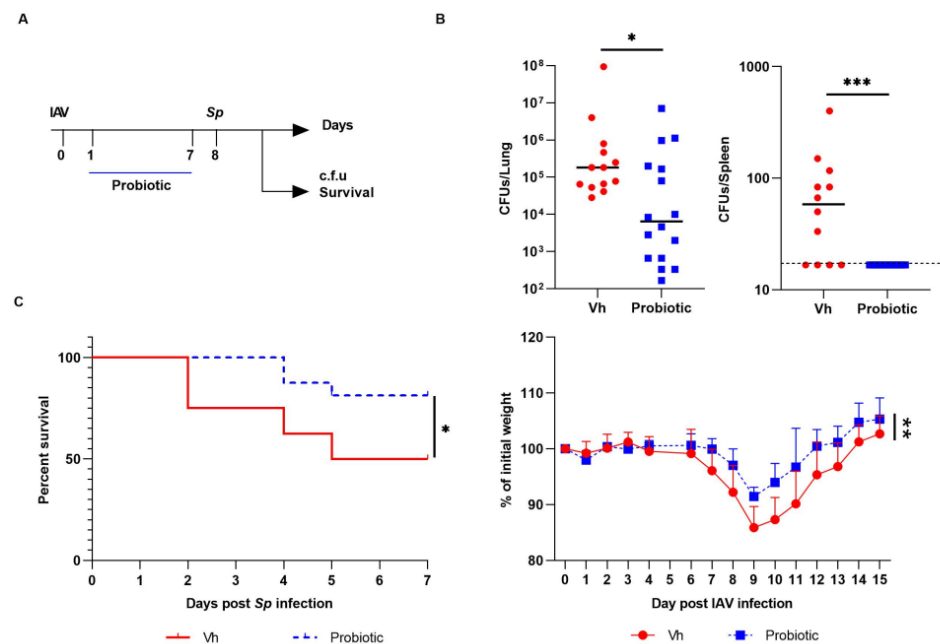 A
IAV
Sp
Days
0
1
7
8
Probiotic
c.f.u
Survival
B
*
10⁸
10⁷
10⁶
10⁵
10⁴
10³
10²
CFUs/Lung
Vh
Probiotic
***
1000
100
10
CFUs/Spleen
Vh
Probiotic
C
100
50
0
Percent survival
*
0 1 2 3 4 5 6 7
Days post Sp infection
Vh
Probiotic
120
110
100
90
80
% of initial weight
**
0 1 2 3 4 5 6 7 8 9 10 11 12 13 14 15
Day post IAV infection
Vh
Probiotic